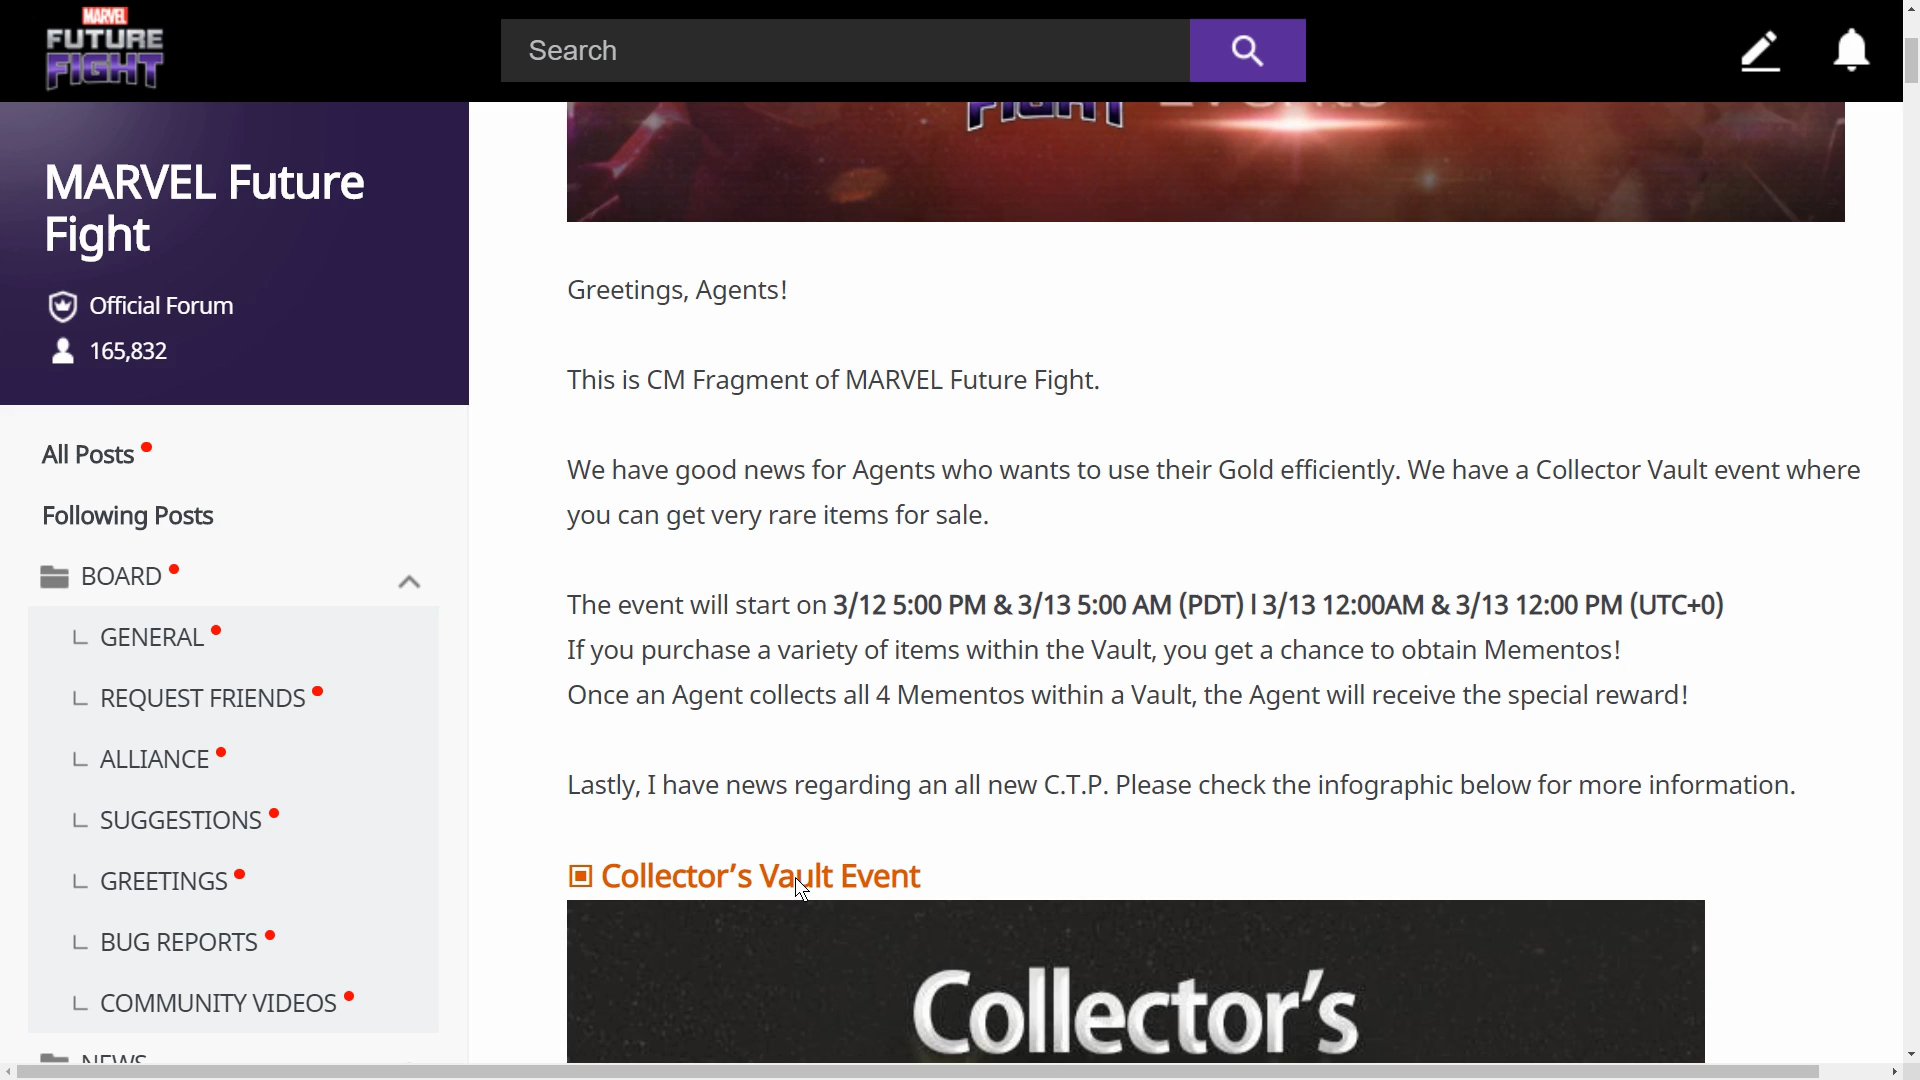 MARVEL
FUTURE
FIGHT
Search
MARVEL Future
Fight
Official Forum
165,832
All Posts
Following Posts
BOARD
GENERAL
REQUEST FRIENDS
ALLIANCE
SUGGESTIONS
GREETINGS
BUG REPORTS
COMMUNITY VIDEOS
NEWS
FIGHT
Greetings, Agents!
This is CM Fragment of MARVEL Future Fight.
We have good news for Agents who wants to use their Gold efficiently. We have a Collector Vault event where
you can get very rare items for sale.
The event will start on 3/12 5:00 PM & 3/13 5:00 AM (PDT) l 3/13 12:00AM & 3/13 12:00 PM (UTC+0)
If you purchase a variety of items within the Vault, you get a chance to obtain Mementos!
Once an Agent collects all 4 Mementos within a Vault, the Agent will receive the special reward!
Lastly, I have news regarding an all new C.T.P. Please check the infographic below for more information.
▣ Collector’s Vault Event
Collector’s